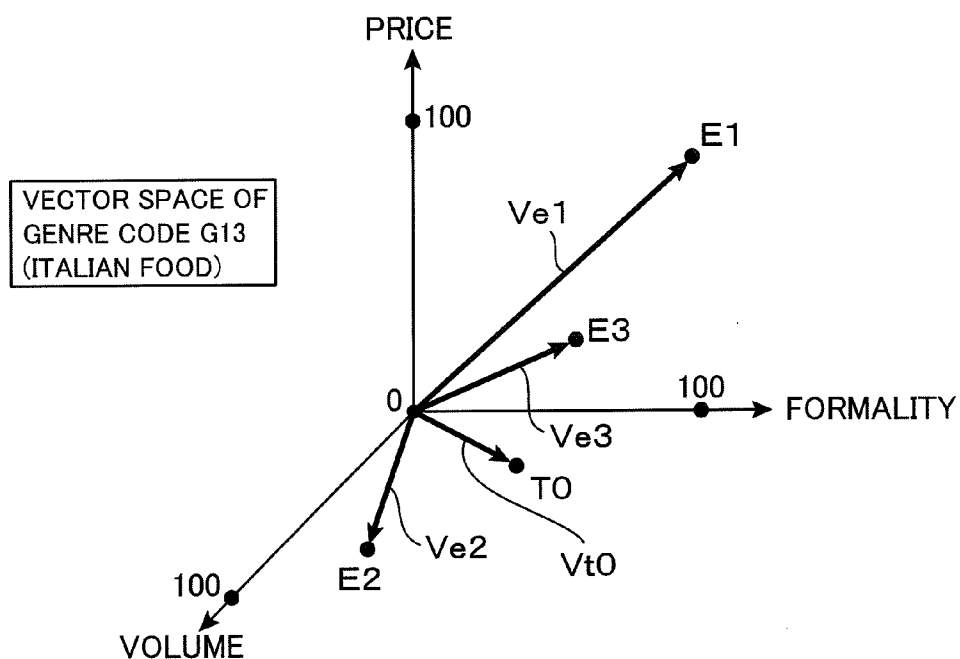 PRICE
100
E1
VECTOR SPACE OF
GENRE CODE G13
(ITALIAN FOOD)
Ve1
E3
0
100
FORMALITY
Ve3
T0
Ve2
Vt0
E2
100
VOLUME